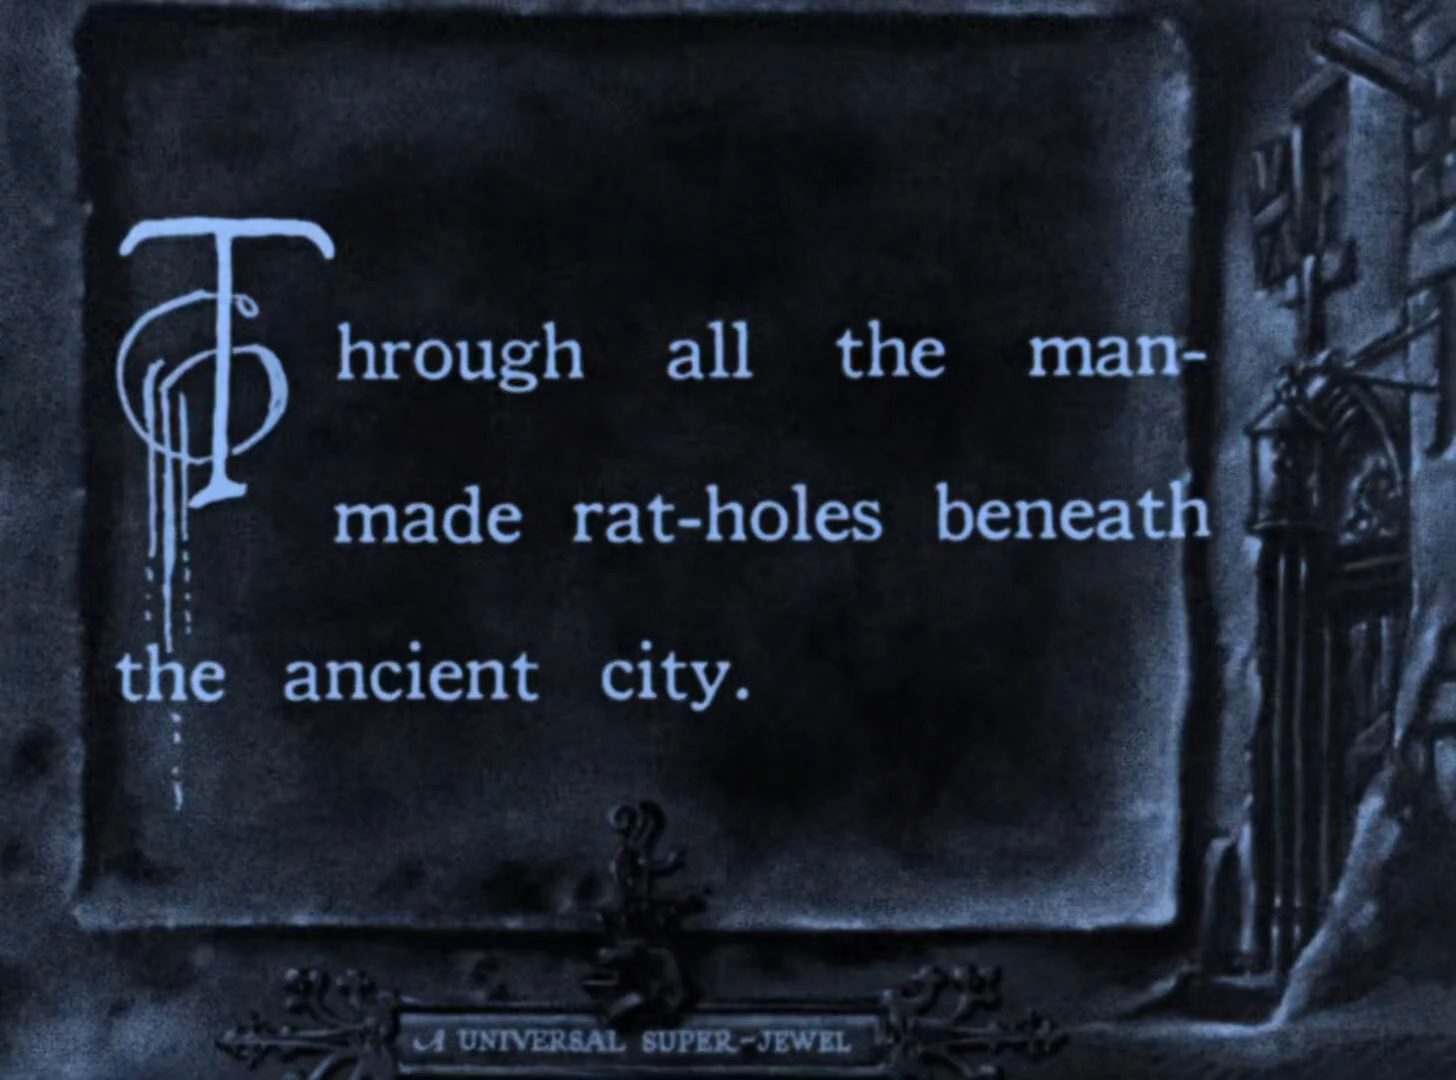 Through all the man-
made rat-holes beneath
the ancient city.
A UNIVERSAL SUPER-JEWEL